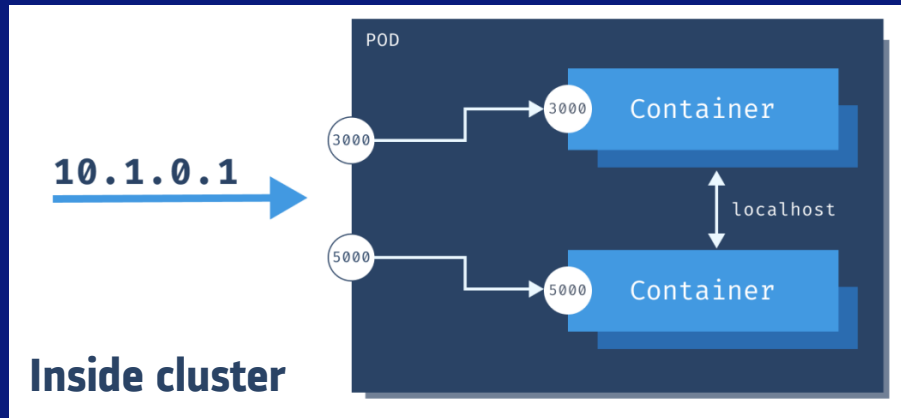 POD
3000
3000
Container
10.1.0.1
localhost
5000
5000
Container
Inside cluster